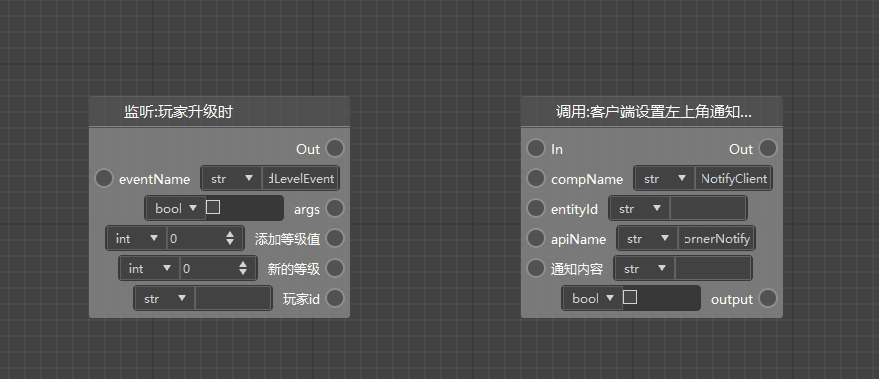 监听:玩家升级时
Out
eventName str dLevelEvent
bool args
int 0 添加等级值
int 0 新的等级
str 玩家id
调用:客户端设置左上角通知...
In Out
compName str NotifyClient
entityId str
apiName str ornerNotify
通知内容 str
bool output